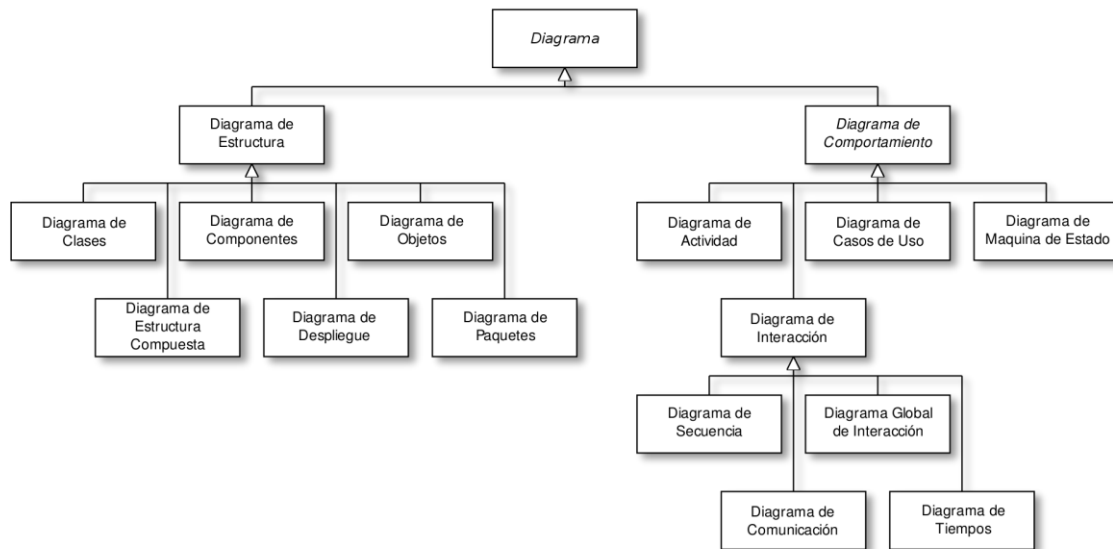 Diagrama
Diagrama de
Estructura
Diagrama de
Comportamiento
Diagrama de
Clases
Diagrama de
Componentes
Diagrama de
Objetos
Diagrama de
Actividad
Diagrama de
Casos de Uso
Diagrama de
Maquina de Estado
Diagrama de
Estructura
Compuesta
Diagrama de
Despliegue
Diagrama de
Paquetes
Diagrama de
Interacción
Diagrama de
Secuencia
Diagrama Global
de Interacción
Diagrama de
Comunicación
Diagrama de
Tiempos